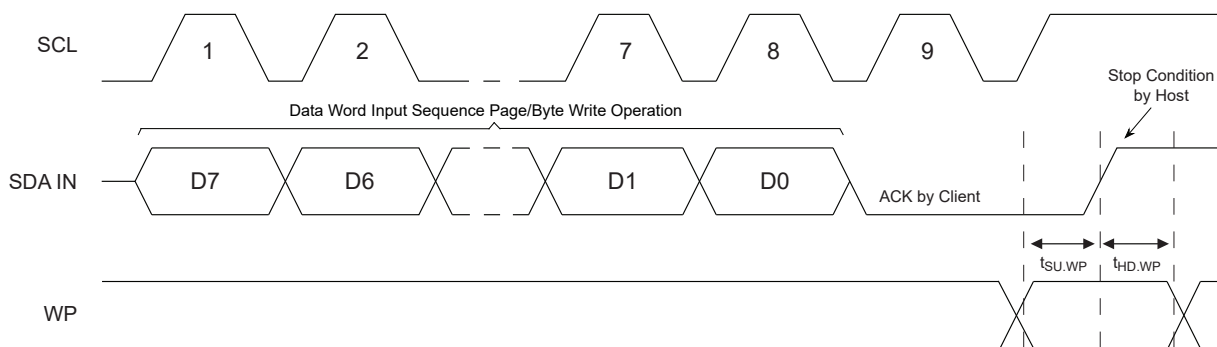 SCL
1
2
7
8
9
Stop Condition
by Host
Data Word Input Sequence Page/Byte Write Operation
SDA IN
D7
D6
D1
D0
ACK by Client
tSU.WP
tHD.WP
WP